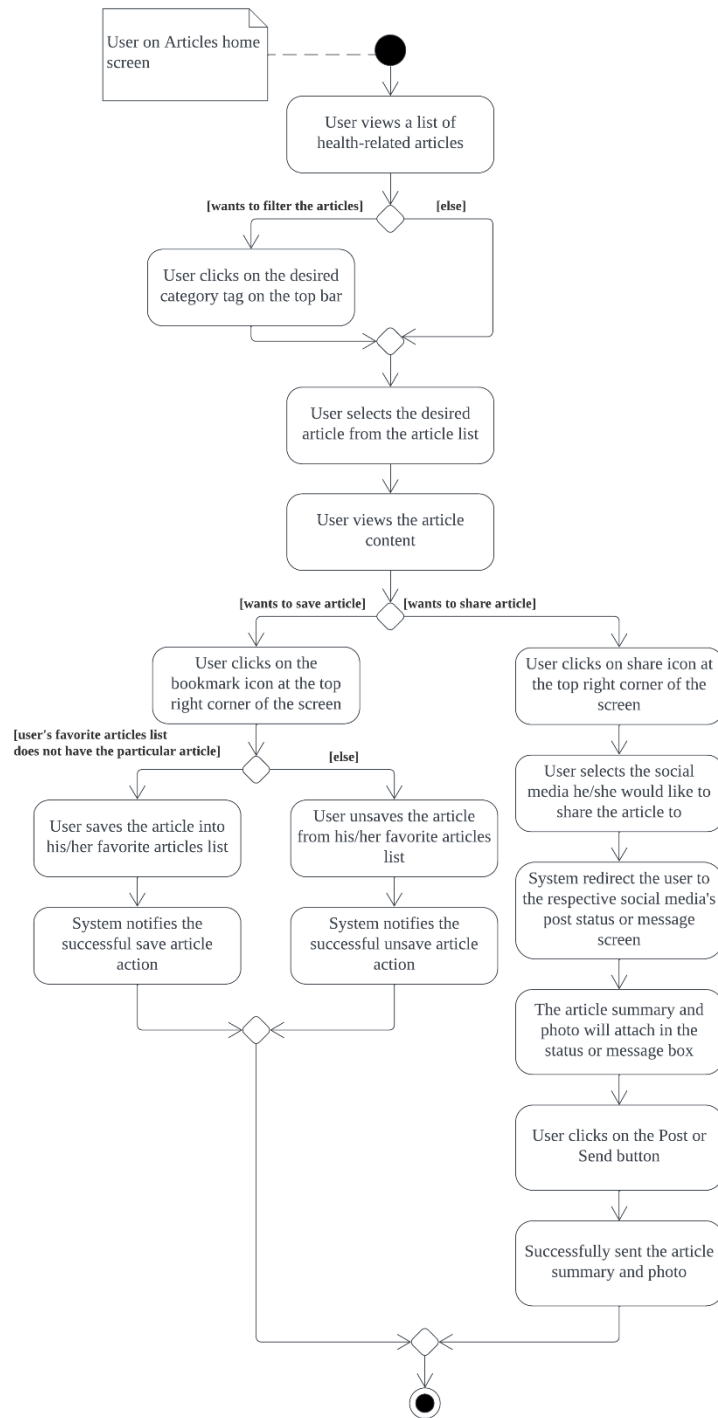 User on Articles home
screen
User views a list of
health-related articles
[wants to filter the articles]
[else]
User clicks on the desired
category tag on the top bar
User selects the desired
article from the article list
User views the article
content
[wants to save article]
[wants to share article]
User clicks on the
bookmark icon at the top
right corner of the screen
User clicks on share icon at
the top right corner of the
screen
[user's favorite articles list
does not have the particular article]
[else]
User selects the social
media he/she would like to
share the article to
User saves the article into
his/her favorite articles list
User unsaves the article
from his/her favorite articles
list
System redirect the user to
the respective social media's
post status or message
screen
System notifies the
successful save article
action
System notifies the
successful unsave article
action
The article summary and
photo will attach in the
status or message box
User clicks on the Post or
Send button
Successfully sent the article
summary and photo